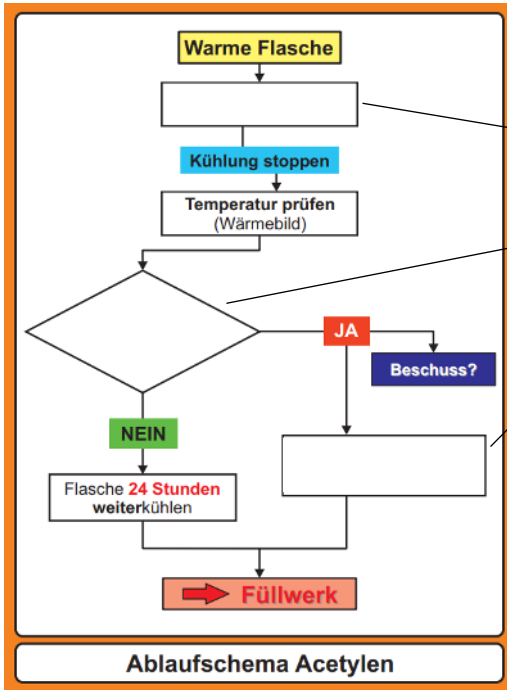 Warme Flasche
Kühlung stoppen
Temperatur prüfen
(Wärmebild)
JA
Beschuss?
NEIN
Flasche 24 Stunden
weiterkühlen
Füllwerk
Ablaufschema Acetylen